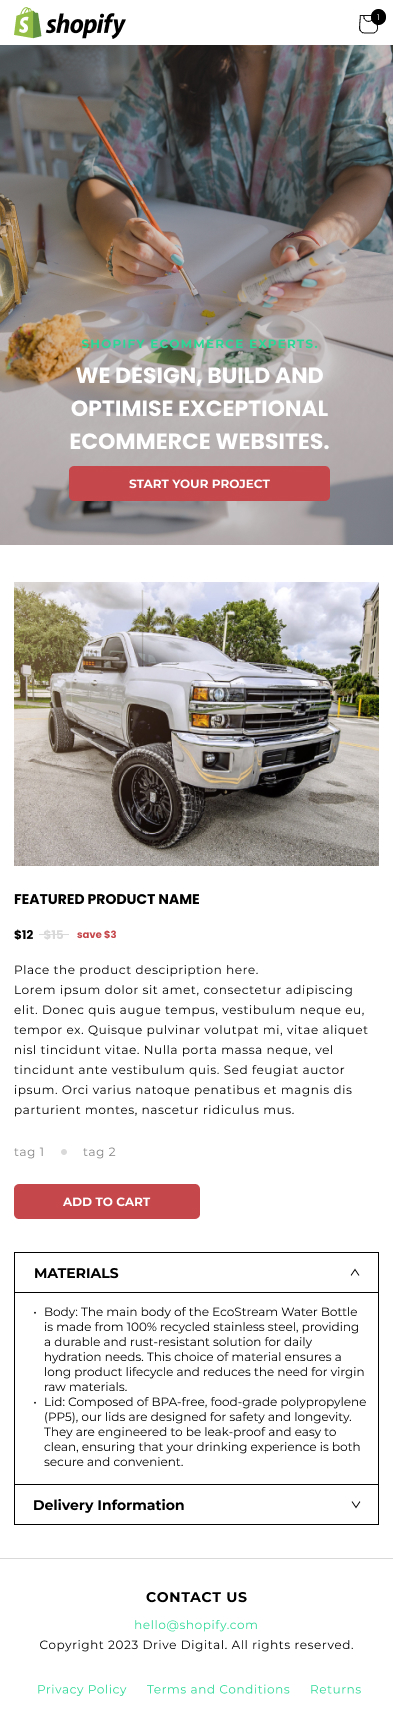 shopify
1
SHOPIFY ECOMMERCE EXPERTS.
WE DESIGN, BUILD AND
OPTIMISE EXCEPTIONAL
ECOMMERCE WEBSITES.
START YOUR PROJECT
FEATURED PRODUCT NAME
$12 $15 save $3
Place the product descipription here.
Lorem ipsum dolor sit amet, consectetur adipiscing
elit. Donec quis augue tempus, vestibulum neque eu,
tempor ex. Quisque pulvinar volutpat mi, vitae aliquet
nisl tincidunt vitae. Nulla porta massa neque, vel
tincidunt ante vestibulum quis. Sed feugiat auctor
ipsum. Orci varius natoque penatibus et magnis dis
parturient montes, nascetur ridiculus mus.
tag 1 • tag 2
ADD TO CART
MATERIALS
• Body: The main body of the EcoStream Water Bottle
is made from 100% recycled stainless steel, providing
a durable and rust-resistant solution for daily
hydration needs. This choice of material ensures a
long product lifecycle and reduces the need for virgin
raw materials.
• Lid: Composed of BPA-free, food-grade polypropylene
(PP5), our lids are designed for safety and longevity.
They are engineered to be leak-proof and easy to
clean, ensuring that your drinking experience is both
secure and convenient.
Delivery Information
CONTACT US
hello@shopify.com
Copyright 2023 Drive Digital. All rights reserved.
Privacy Policy Terms and Conditions Returns